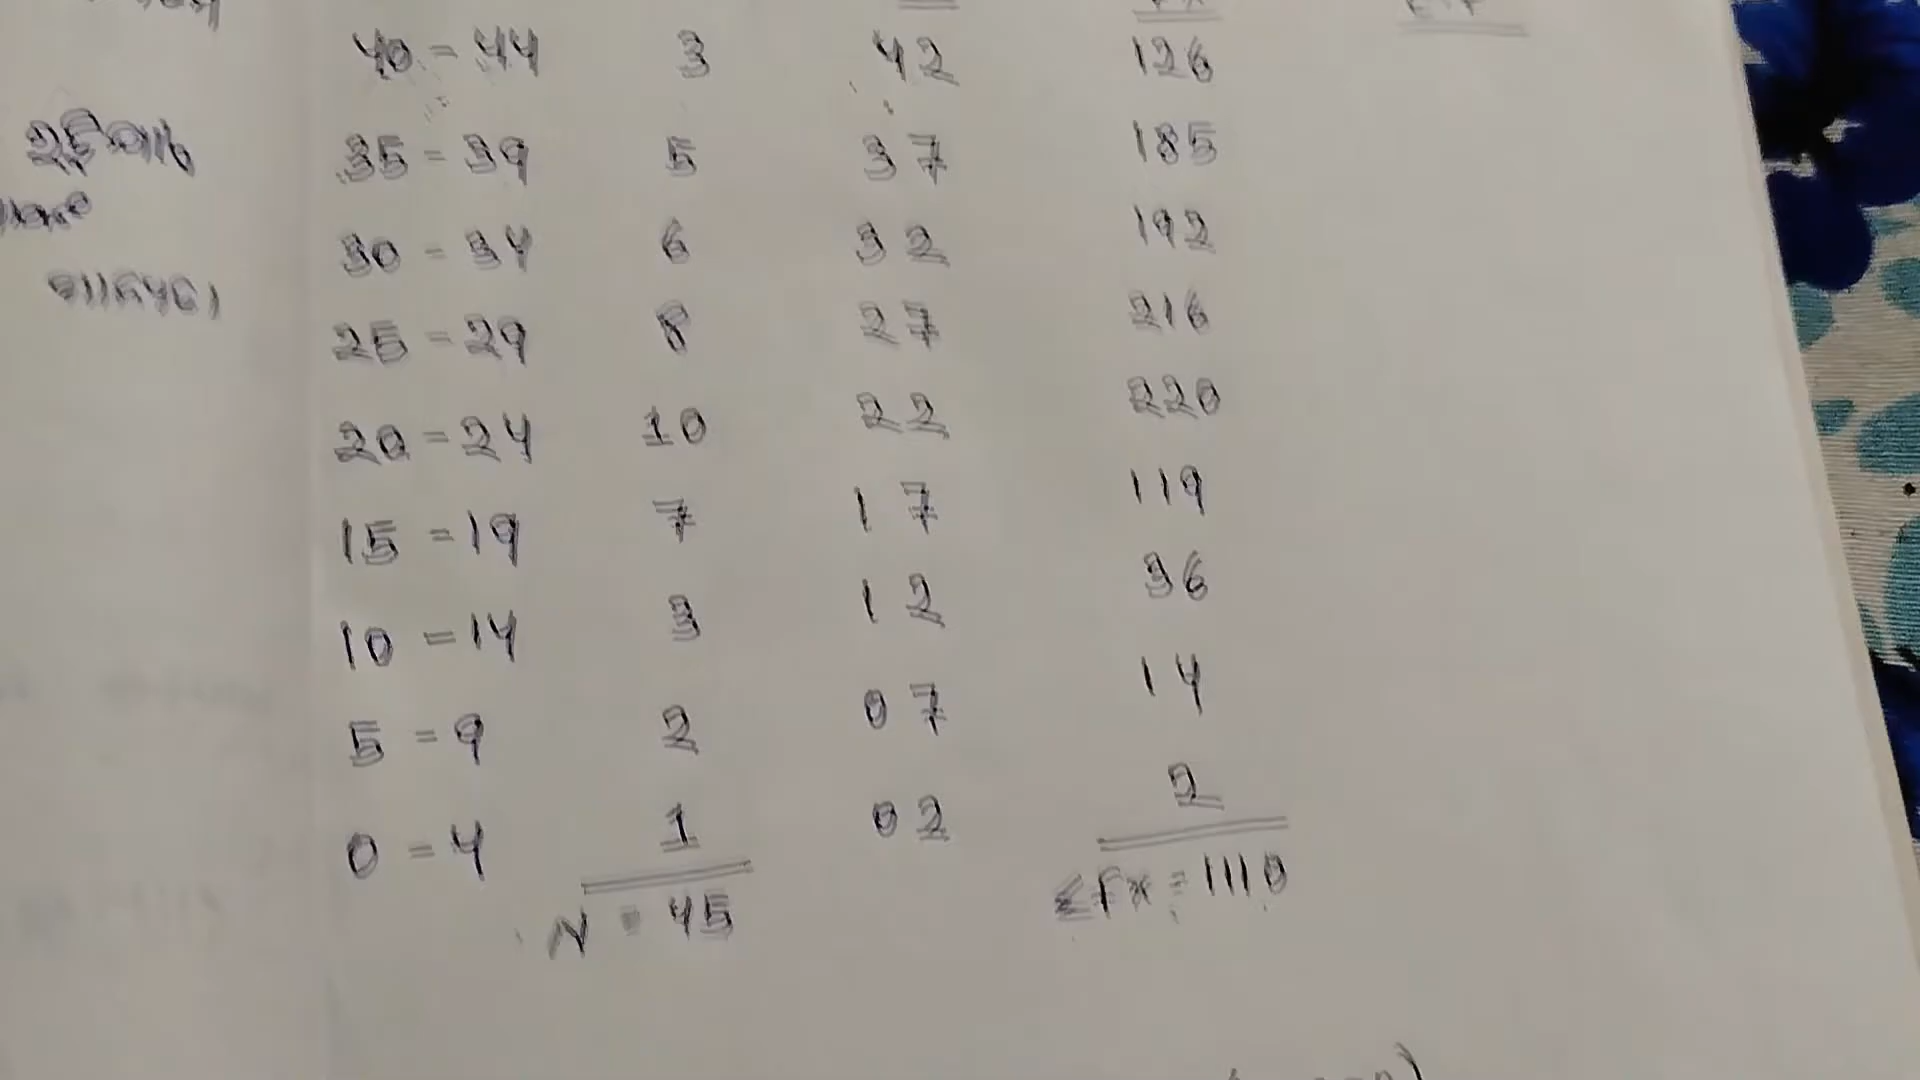 40 = 44 3 42 126
35 = 39 5 37 185
30 = 34 6 32 192
25 = 29 8 27 216
20 = 24 10 22 220
15 = 19 7 17 119
10 = 14 3 12 36
5 = 9 2 07 14
0 = 4 1 02 2
N = 45 Σfx = 1110